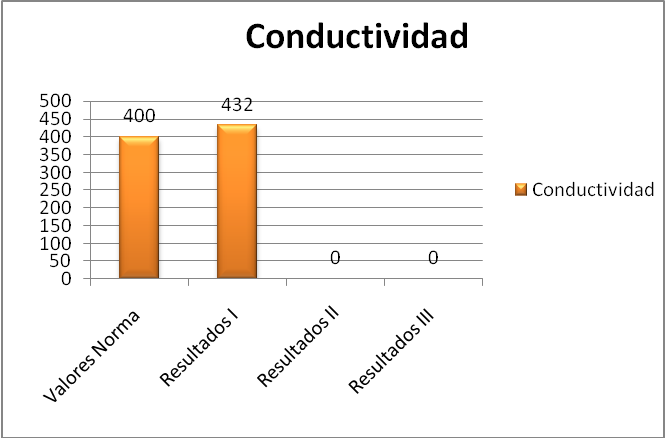 Conductividad
500
450
400
350
300
250
200
150
100
50
0
400
432
0
0
Valores Norma
Resultados I
Resultados II
Resultados III
Conductividad